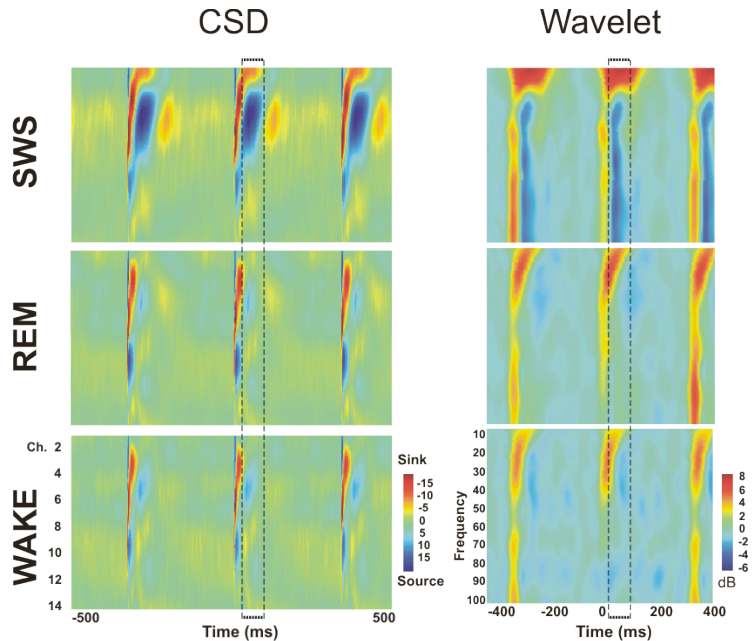 CSD Wavelet
SWS
REM
WAKE
Ch. 2
4
6
8
10
12
14
-500 500
Time (ms)
Sink
-15
-5
0
5
15
Source
Frequency
10
20
30
40
50
60
70
80
90
100
-400 -200 0 200 400
Time (ms)
8
6
4
2
0
-2
-4
-6
dB